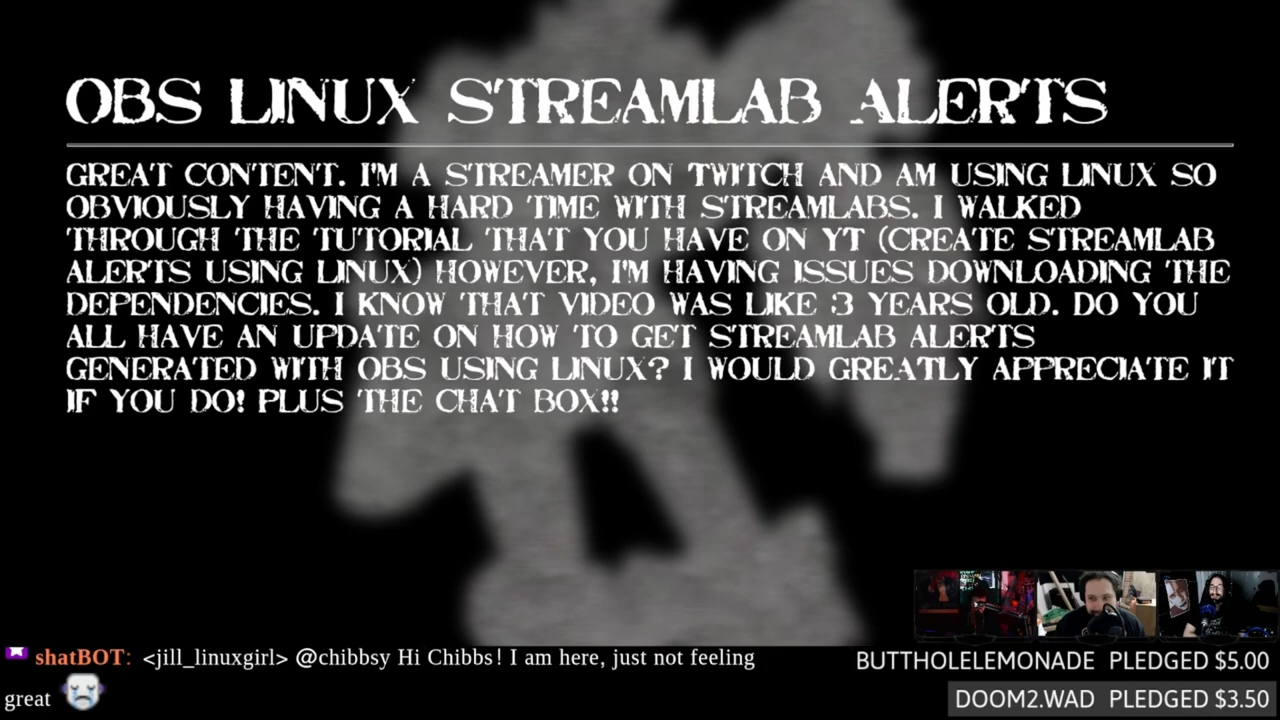 OBS LINUX STREAMLAB ALERTS
GREAT CONTENT. I'M A STREAMER ON TWITCH AND AM USING LINUX SO
OBVIOUSLY HAVING A HARD TIME WITH STREAMLABS. I WALKED
THROUGH THE TUTORIAL THAT YOU HAVE ON YT (CREATE STREAMLAB
ALERTS USING LINUX) HOWEVER, I'M HAVING ISSUES DOWNLOADING THE
DEPENDENCIES. I KNOW THAT VIDEO WAS LIKE 3 YEARS OLD. DO YOU
ALL HAVE AN UPDATE ON HOW TO GET STREAMLAB ALERTS
GENERATED WITH OBS USING LINUX? I WOULD GREATLY APPRECIATE IT
IF YOU DO! PLUS THE CHAT BOX!!
shatBOT: <jill_linuxgirl> @chibbsy Hi Chibbs! I am here, just not feeling
great
BUTTHOLELEMONADE PLEDGED $5.00
DOOM2.WAD PLEDGED $3.50